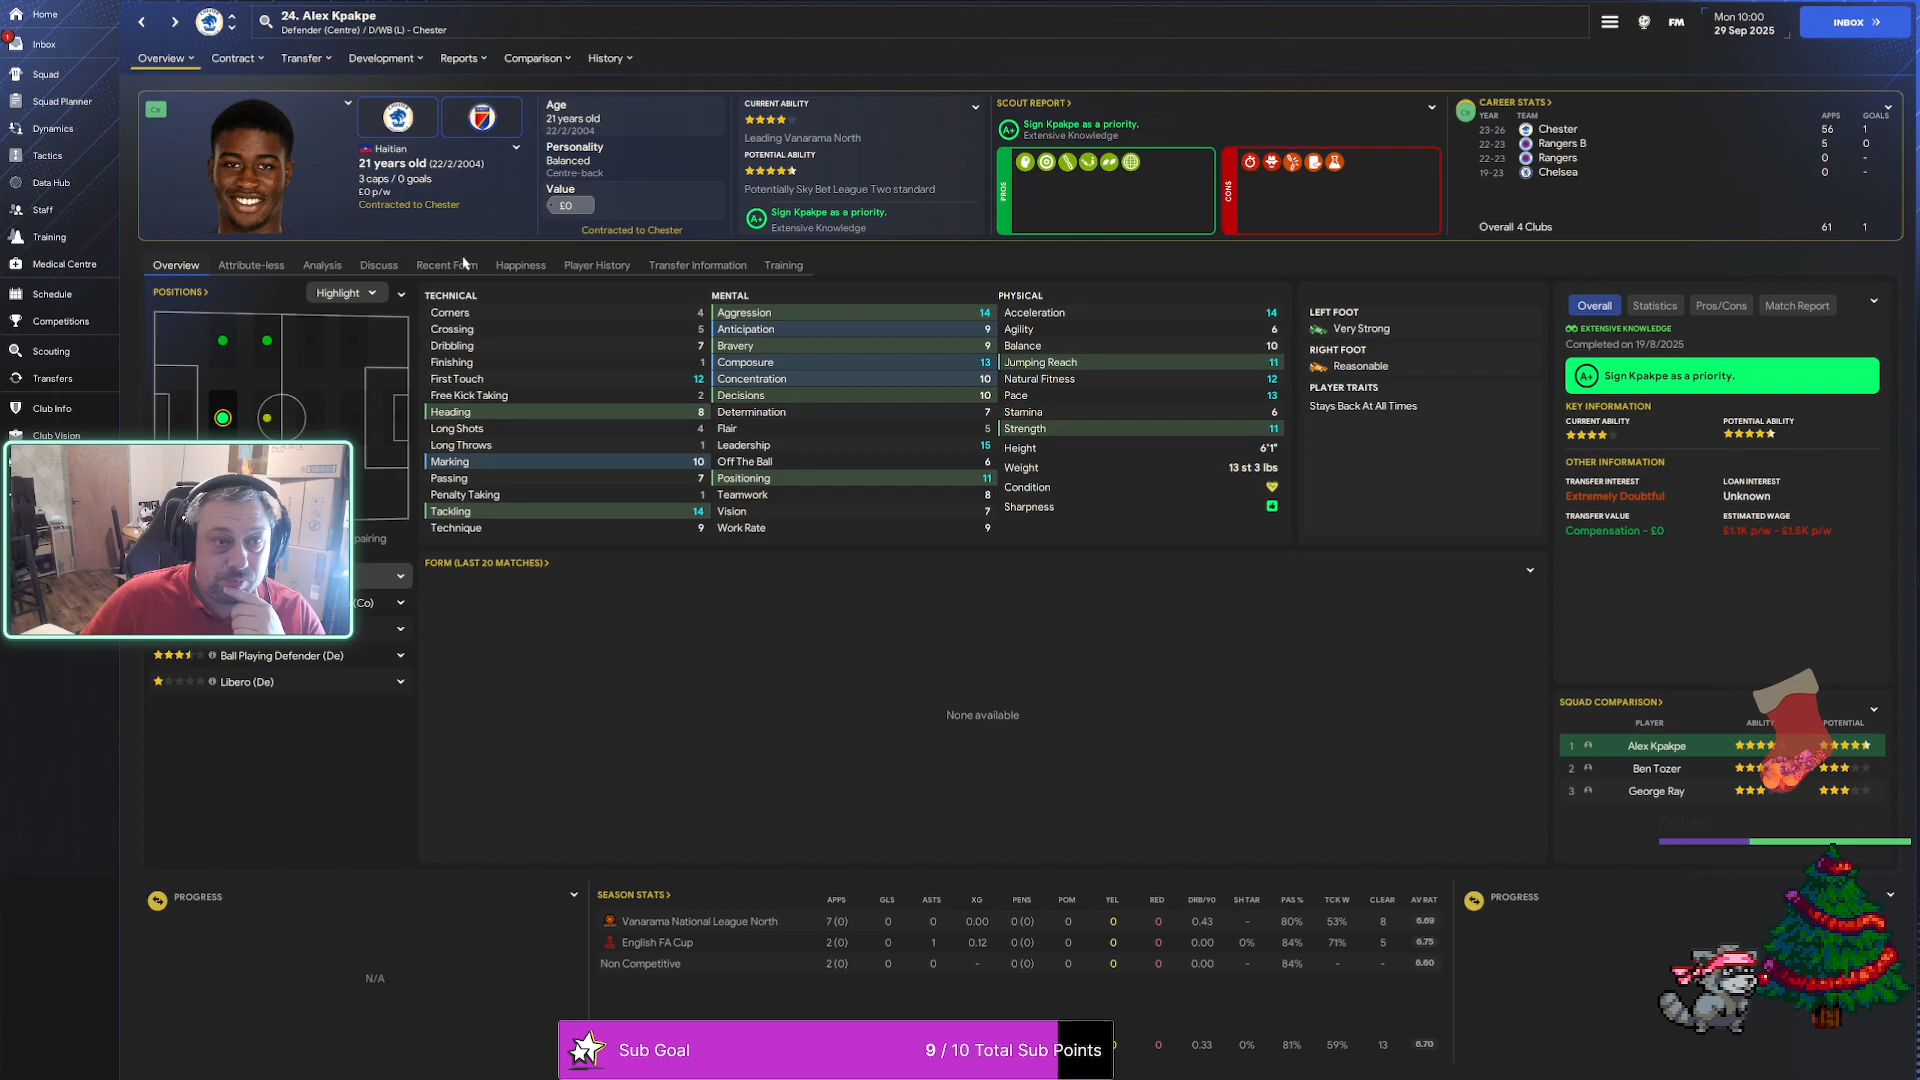 Home
Inbox
1
Squad
Squad Planner
Dynamics
Tactics
Data Hub
Staff
Training
Medical Centre
Schedule
Competitions
Scouting
Transfers
Club Info
Club Vision
24. Alex Kpakpe
Defender (Centre) / D/WB (L) - Chester
FM
Mon 10:00
29 Sep 2025
INBOX
Overview
Contract
Transfer
Development
Reports
Comparison
History
Ctr
Haitian
21 years old (22/2/2004)
3 caps / 0 goals
£0 p/w
Contracted to Chester
Age
21 years old
22/2/2004
Personality
Balanced
Centre-back
Value
£0
Contracted to Chester
CURRENT ABILITY
Leading Vanarama North
POTENTIAL ABILITY
Potentially Sky Bet League Two standard
A+ Sign Kpakpe as a priority.
Extensive Knowledge
SCOUT REPORT>
A+ Sign Kpakpe as a priority.
Extensive Knowledge
PROS
CONS
CAREER STATS>
YEAR TEAM APPS GOALS
23-26 Chester 56 1
22-23 Rangers B 5 0
22-23 Rangers 0 -
19-23 Chelsea 0 -
Overall 4 Clubs 61 1
Overview
Attribute-less
Analysis
Discuss
Recent Form
Happiness
Player History
Transfer Information
Training
POSITIONS>
Highlight
(Co)
Ball Playing Defender (De)
Libero (De)
TECHNICAL
Corners 4
Crossing 5
Dribbling 7
Finishing 1
First Touch 12
Free Kick Taking 2
Heading 8
Long Shots 4
Long Throws 1
Marking 10
Passing 7
Penalty Taking 1
Tackling 14
Technique 9
MENTAL
Aggression 14
Anticipation 9
Bravery 9
Composure 13
Concentration 10
Decisions 10
Determination 7
Flair 5
Leadership 15
Off The Ball 6
Positioning 11
Teamwork 8
Vision 7
Work Rate 9
PHYSICAL
Acceleration 14
Agility 6
Balance 10
Jumping Reach 11
Natural Fitness 12
Pace 13
Stamina 6
Strength 11
Height 6'1"
Weight 13 st 3 lbs
Condition
Sharpness
LEFT FOOT
Very Strong
RIGHT FOOT
Reasonable
PLAYER TRAITS
Stays Back At All Times
Overall
Statistics
Pros/Cons
Match Report
EXTENSIVE KNOWLEDGE
Completed on 19/8/2025
A+ Sign Kpakpe as a priority.
KEY INFORMATION
CURRENT ABILITY POTENTIAL ABILITY
OTHER INFORMATION
TRANSFER INTEREST LOAN INTEREST
Extremely Doubtful Unknown
TRANSFER VALUE ESTIMATED WAGE
Compensation - £0 £1.1K p/w - £1.5K p/w
FORM (LAST 20 MATCHES)>
None available
SQUAD COMPARISON>
PLAYER ABILITY POTENTIAL
1 Alex Kpakpe
2 Ben Tozer
3 George Ray
PROGRESS
N/A
SEASON STATS> APPS GLS ASTS XG PENS POM YEL RED DRB/90 SH TAR PAS % TCK W CLEAR AV RAT
Vanarama National League North 7 (0) 0 0 0.00 0 (0) 0 0 0 0.43 - 80% 53% 8 6.69
English FA Cup 2 (0) 0 1 0.12 0 (0) 0 0 0 0.00 0% 84% 71% 5 6.75
Non Competitive 2 (0) 0 0 - 0 (0) 0 0 0 0.00 - 84% - - 6.60
0 0 0.33 0% 81% 59% 13 6.70
PROGRESS
Sub Goal 9 / 10 Total Sub Points